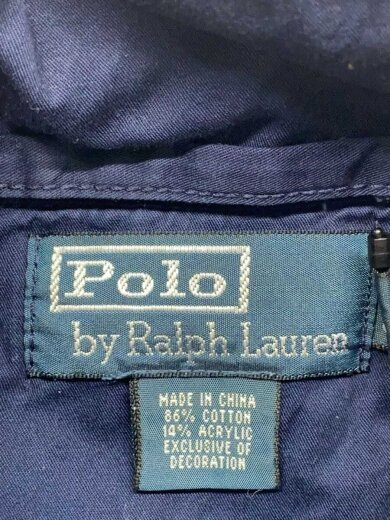 Polo
by Ralph Lauren
MADE IN CHINA
86% COTTON
14% ACRYLIC
EXCLUSIVE OF
DECORATION